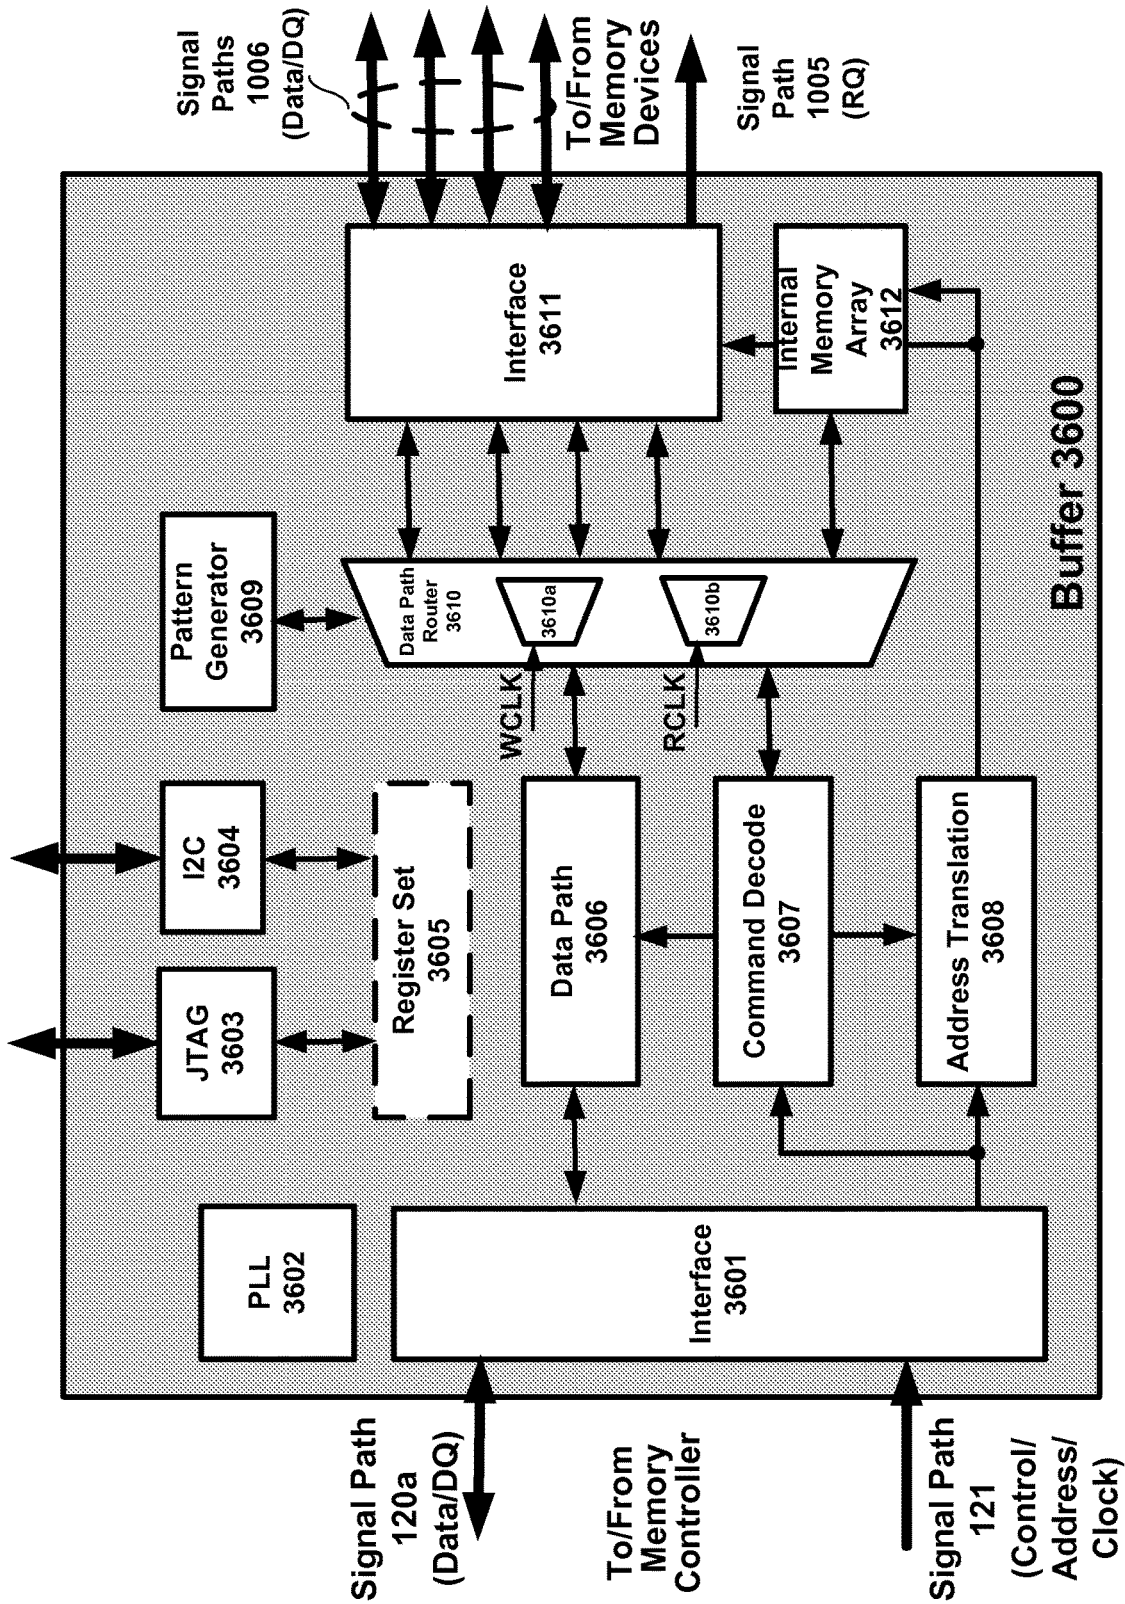 Signal
Paths
1006
(Data/DQ)
To/From
Memory
Devices
Signal
Path
1005
(RQ)
Interface
3611
Internal
Memory
Array
3612
Pattern
Generator
3609
Data Path
Router
3610
3610a
3610b
WCLK
RCLK
Buffer 3600
I2C
3604
JTAG
3603
Register Set
3605
Data Path
3606
Command Decode
3607
Address Translation
3608
PLL
3602
Interface
3601
Signal Path
120a
(Data/DQ)
To/From
Memory
Controller
Signal Path
121
(Control/
Address/
Clock)